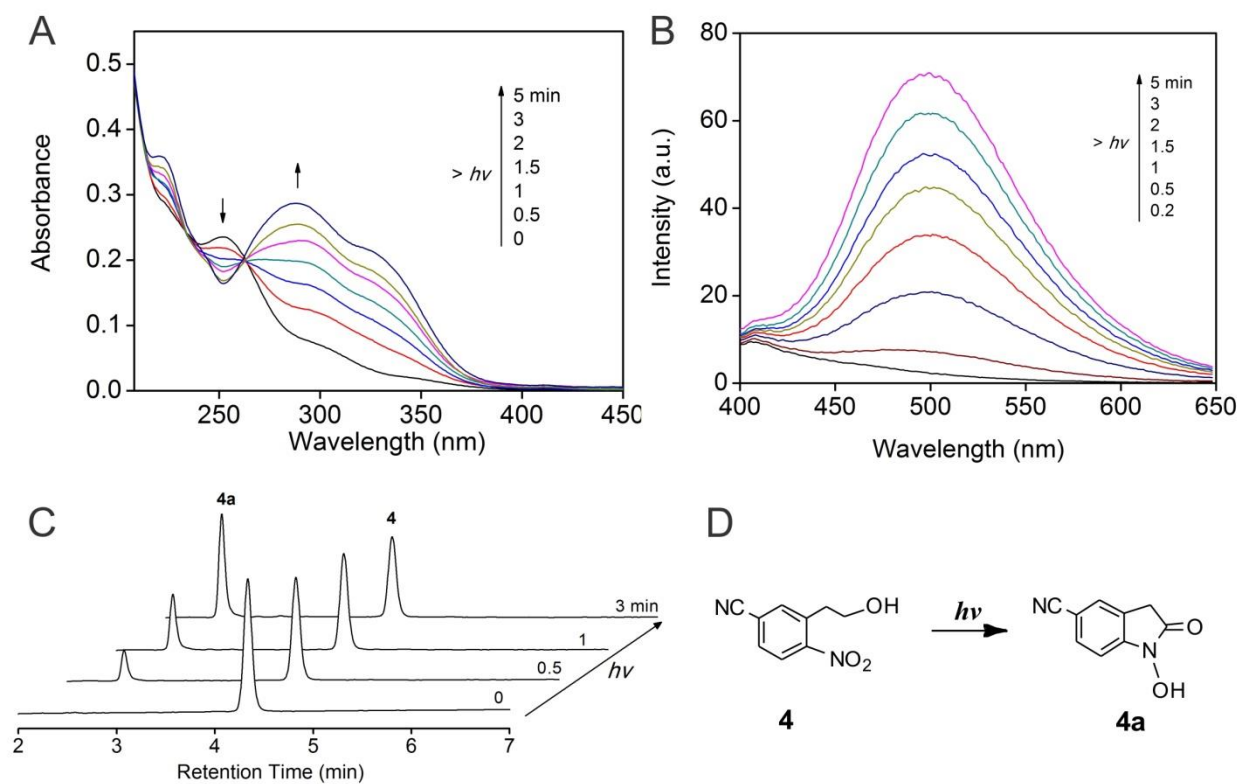 A
Absorbance
0.5
0.4
0.3
0.2
0.1
0.0
250
300
350
400
450
Wavelength (nm)
> hv
5 min
3
2
1.5
1
0.5
0
B
Intensity (a.u.)
80
60
40
20
0
400
450
500
550
600
650
Wavelength (nm)
> hv
5 min
3
2
1.5
1
0.5
0.2
C
4a
4
3 min
1
0.5
0
hv
2
3
4
5
6
7
Retention Time (min)
D
NC
OH
NO2
4
hv
NC
O
N
OH
4a